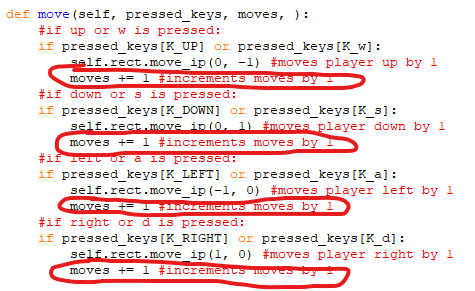 def move(self, pressed_keys, moves, ):
#if up or w is pressed:
if pressed_keys[K_UP] or pressed_keys[K_w]:
self.rect.move_ip(0, -1) #moves player up by 1
moves += 1 #increments moves by 1
#if down or s is pressed:
if pressed_keys[K_DOWN] or pressed_keys[K_s]:
self.rect.move_ip(0, 1) #moves player down by 1
moves += 1 #increments moves by 1
#if left or a is pressed:
if pressed_keys[K_LEFT] or pressed_keys[K_a]:
self.rect.move_ip(-1, 0) #moves player left by 1
moves += 1 #increments moves by 1
#if right or d is pressed:
if pressed_keys[K_RIGHT] or pressed_keys[K_d]:
self.rect.move_ip(1, 0) #moves player right by 1
moves += 1 #increments moves by 1